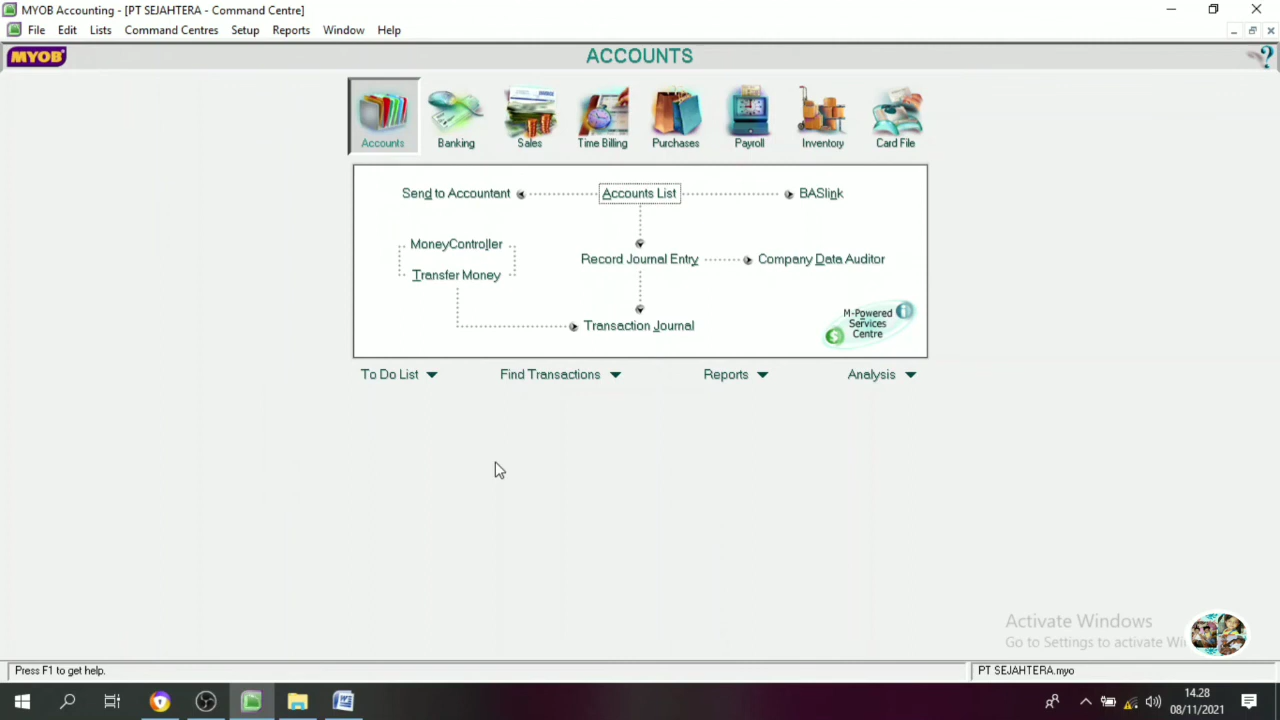 MYOB Accounting - [PT SEJAHTERA - Command Centre]
File Edit Lists Command Centres Setup Reports Window Help
MYOB
ACCOUNTS
Accounts Banking Sales Time Billing Purchases Payroll Inventory Card File
Send to Accountant Accounts List BASlink
MoneyController
Record Journal Entry Company Data Auditor
Transfer Money
M-Powered
Services
Centre
Transaction Journal
To Do List Find Transactions Reports Analysis
Activate Windows
Go to Settings to activate Wi
Press F1 to get help. PT SEJAHTERA.myo
14.28
08/11/2021